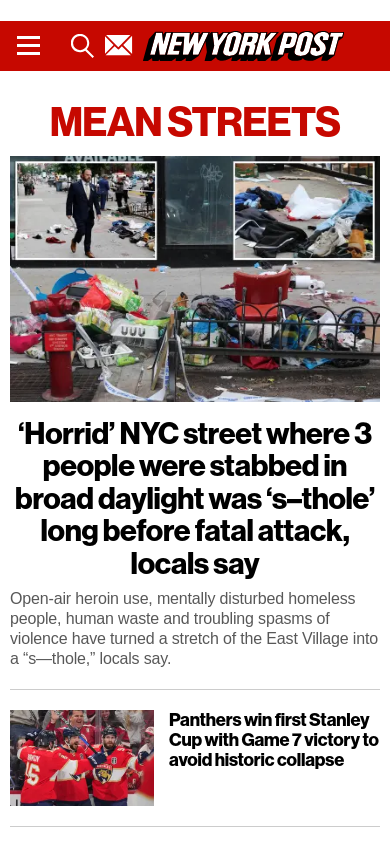 NEW YORK POST
MEAN STREETS
AVAILABLE
‘Horrid’ NYC street where 3
people were stabbed in
broad daylight was ‘s–thole’
long before fatal attack,
locals say
Open-air heroin use, mentally disturbed homeless
people, human waste and troubling spasms of
violence have turned a stretch of the East Village into
a “s—thole,” locals say.
Panthers win first Stanley
Cup with Game 7 victory to
avoid historic collapse